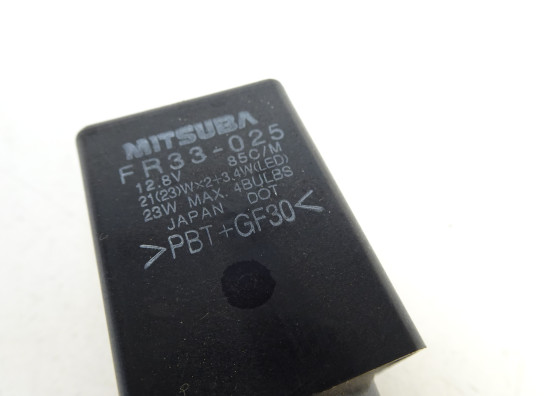 MITSUBA
FR33-025
12.8V 85C/M
21(23)W×2+3.4W(LED)
23W MAX. 4BULBS
JAPAN DOT
>PBT+GF30<